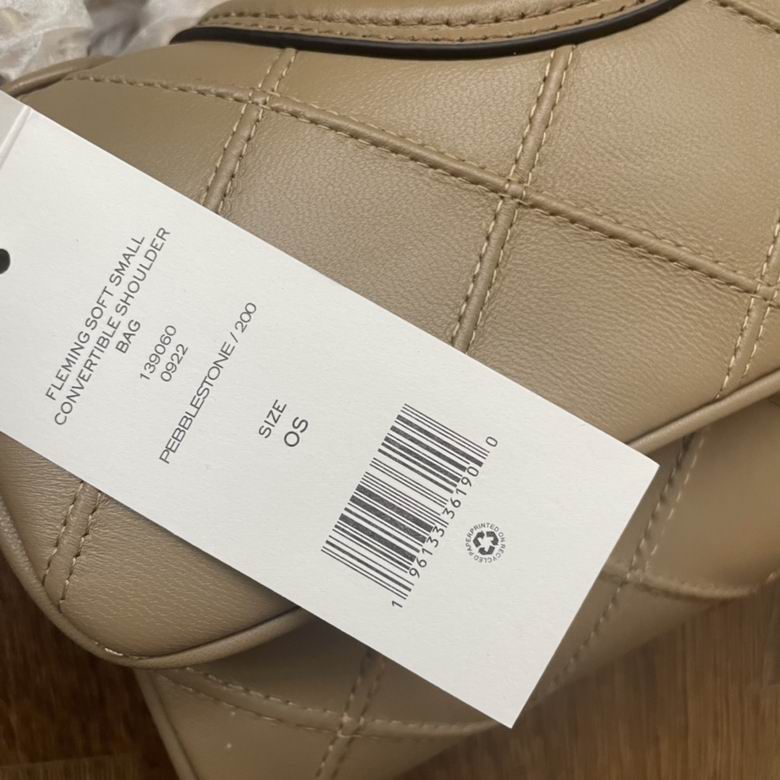 FLEMING SOFT SMALL
CONVERTIBLE SHOULDER
BAG
139060
0922
PEBBLESTONE / 200
SIZE
OS
1 96133 36190 0
PRINTED ON RECYCLED PAPER